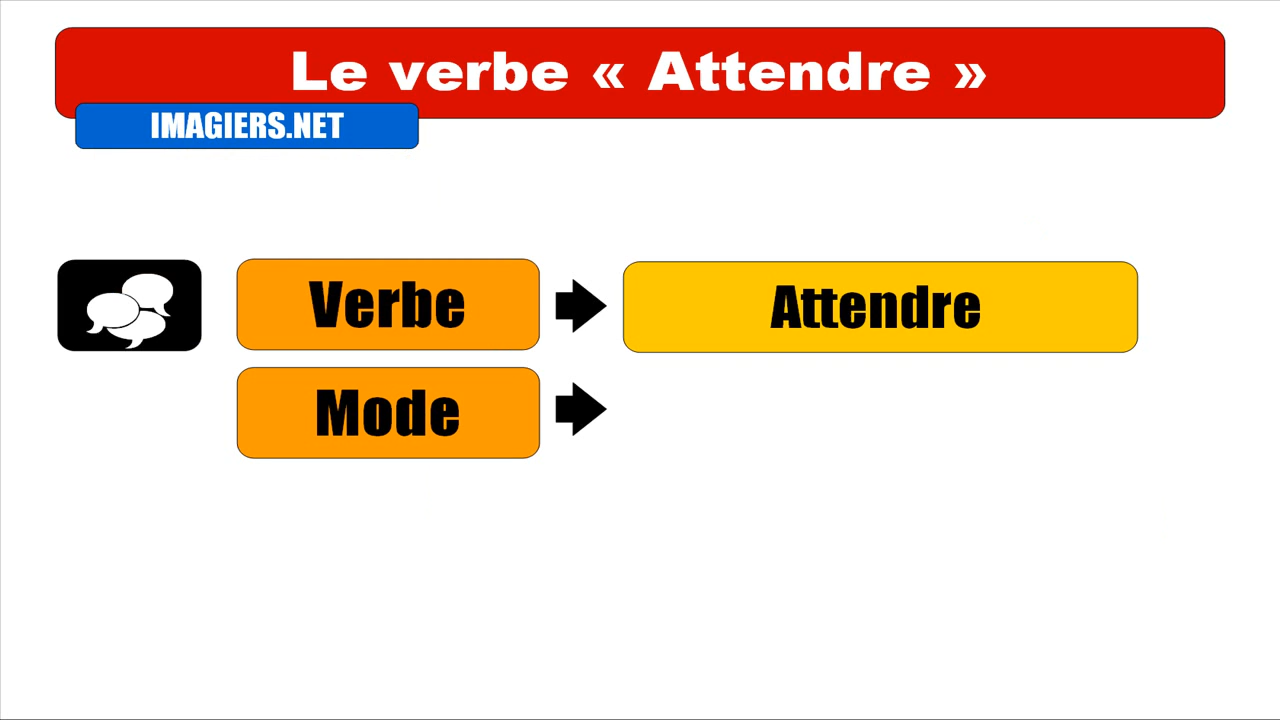 Le verbe « Attendre »
IMAGIERS.NET
Verbe
Attendre
Mode